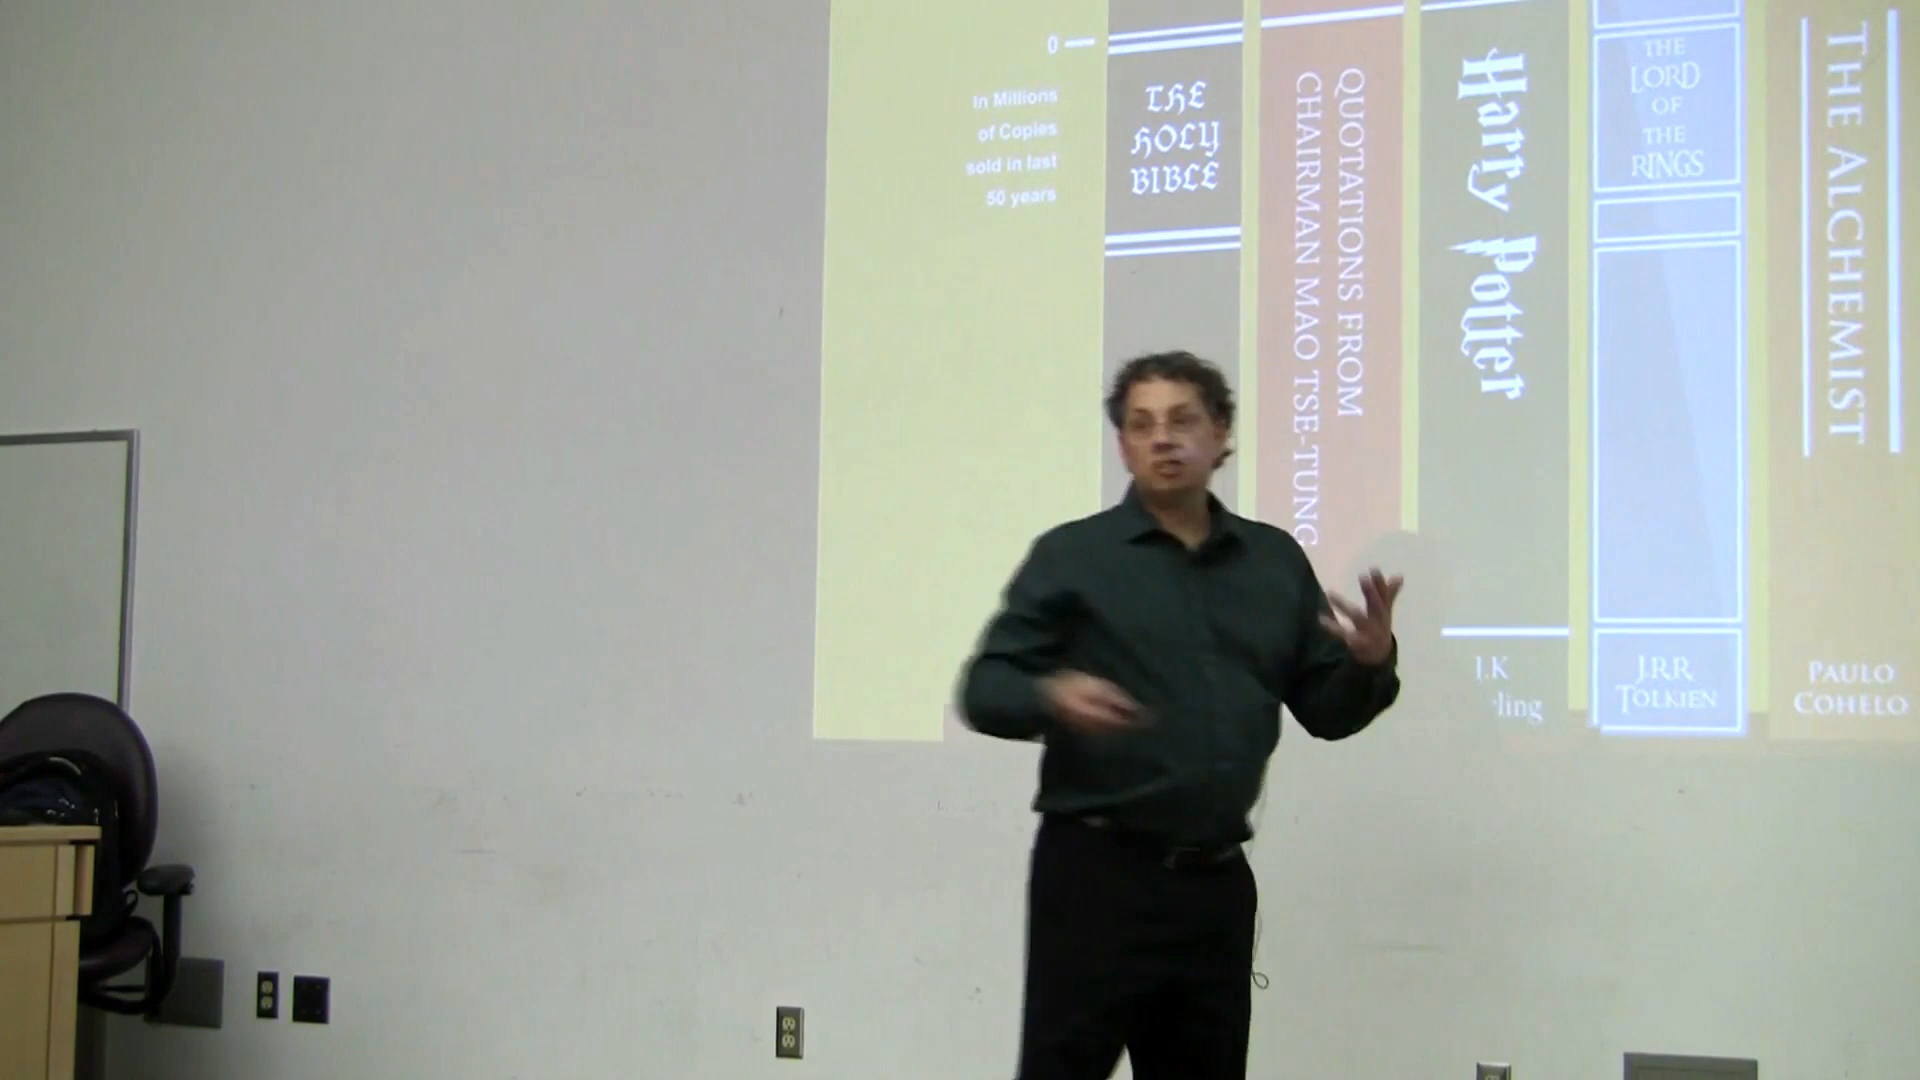 0
In Millions
of Copies
sold in last
50 years
THE
HOLY
BIBLE
QUOTATIONS FROM
CHAIRMAN MAO TSE-TUNG
Harry Potter
J.K
ling
THE
LORD
OF
THE
RINGS
J.R.R
TOLKIEN
THE ALCHEMIST
PAULO
COHELO